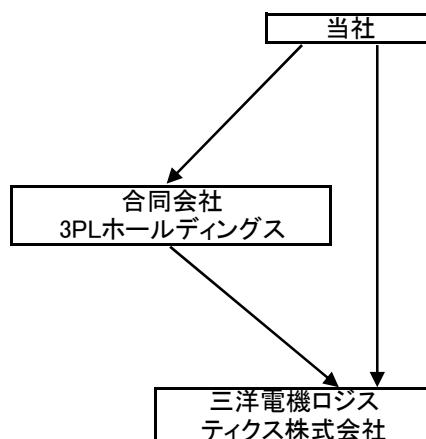 当社
合同会社
3PLホールディングス
三洋電機ロジス
ティクス株式会社